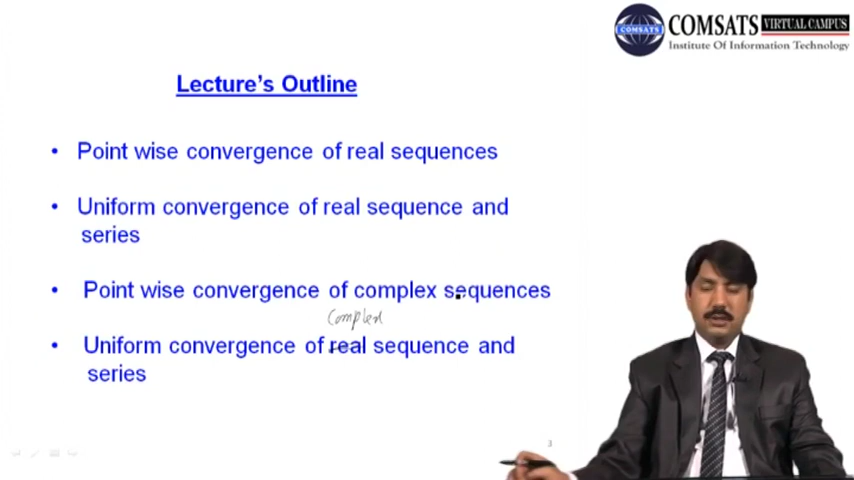 COMSATS VIRTUAL CAMPUS
COMSATS
Institute Of Information Technology
Lecture's Outline
• Point wise convergence of real sequences
• Uniform convergence of real sequence and
series
• Point wise convergence of complex sequences
Complex
• Uniform convergence of real sequence and
series
3